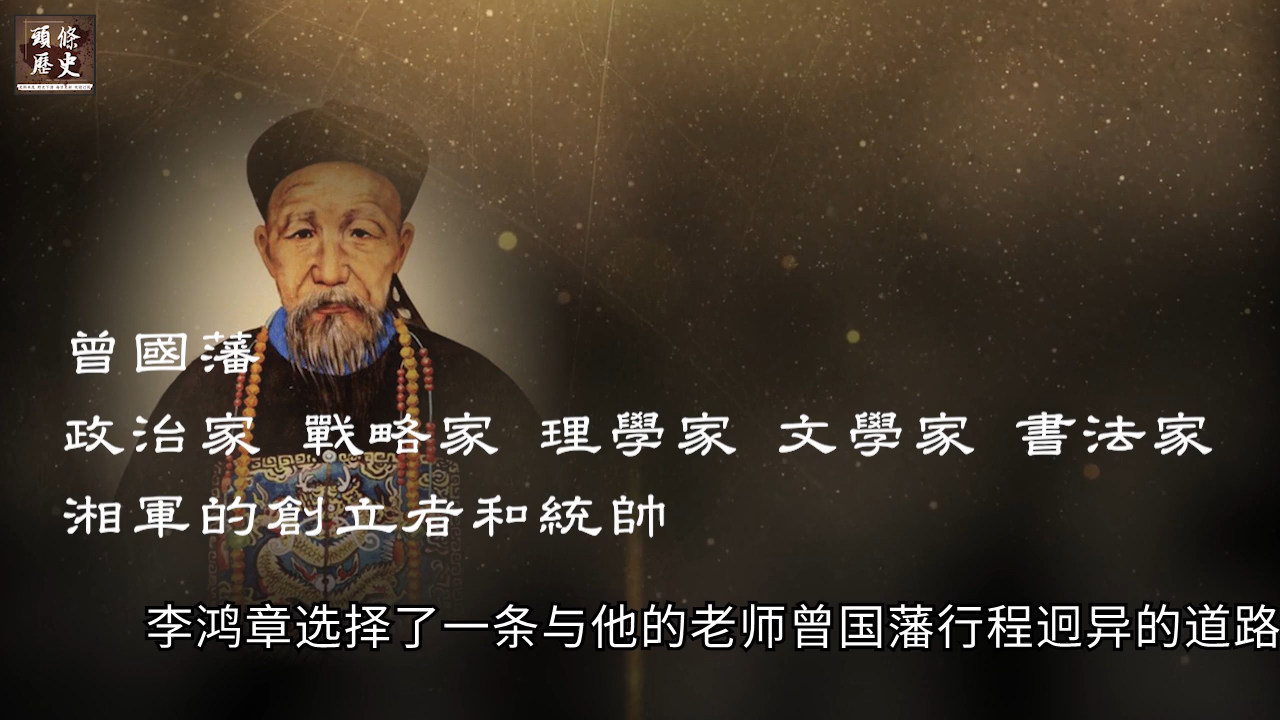 頭條
歷史
曾國藩
政治家 戰略家 理學家 文學家 書法家
湘軍的創立者和統帥
李鸿章选择了一条与他的老师曾国藩行程迥异的道路